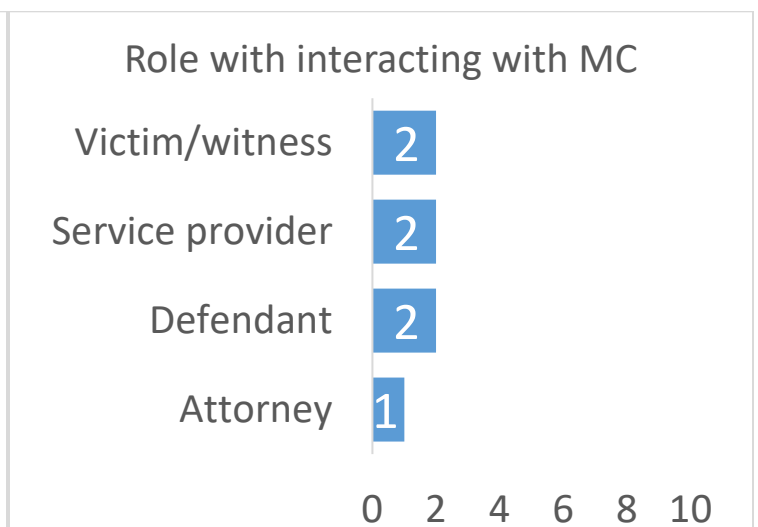 Role with interacting with MC
Victim/witness 2
Service provider 2
Defendant 2
Attorney 1
0 2 4 6 8 10